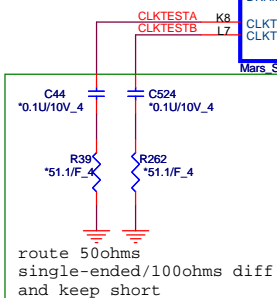 CLKTESTA K8 CLKT
CLKTESTB L7 CLKT
Mars_S
C44 C524
*0.1U/10V_4 *0.1U/10V_4
R39 R262
*51.1/F_4 *51.1/F_4
route 50ohms
single-ended/100ohms diff
and keep short